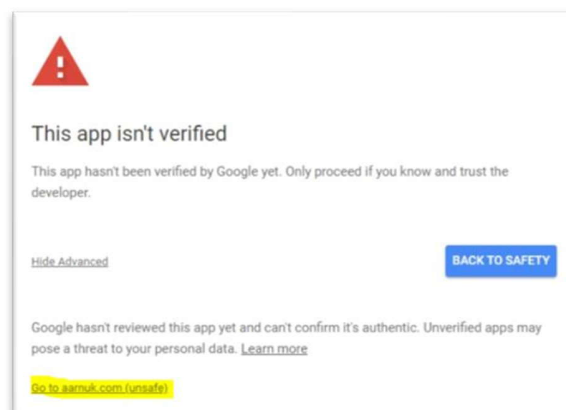 This app isn't verified
This app hasn't been verified by Google yet. Only proceed if you know and trust the
developer.
Hide Advanced
BACK TO SAFETY
Google hasn't reviewed this app yet and can't confirm it's authentic. Unverified apps may
pose a threat to your personal data. Learn more
Go to aarnuk.com (unsafe)